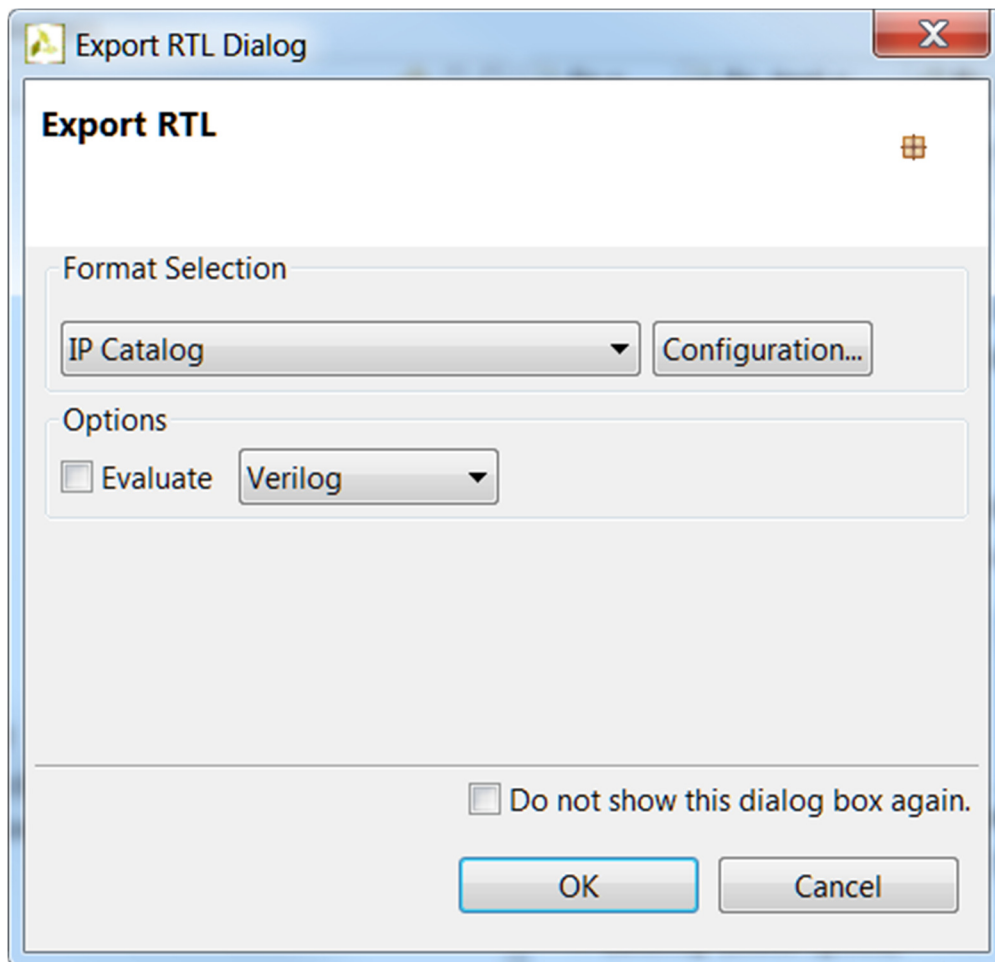 Export RTL Dialog
Export RTL
Format Selection
IP Catalog
Configuration...
Options
Evaluate
Verilog
Do not show this dialog box again.
OK
Cancel